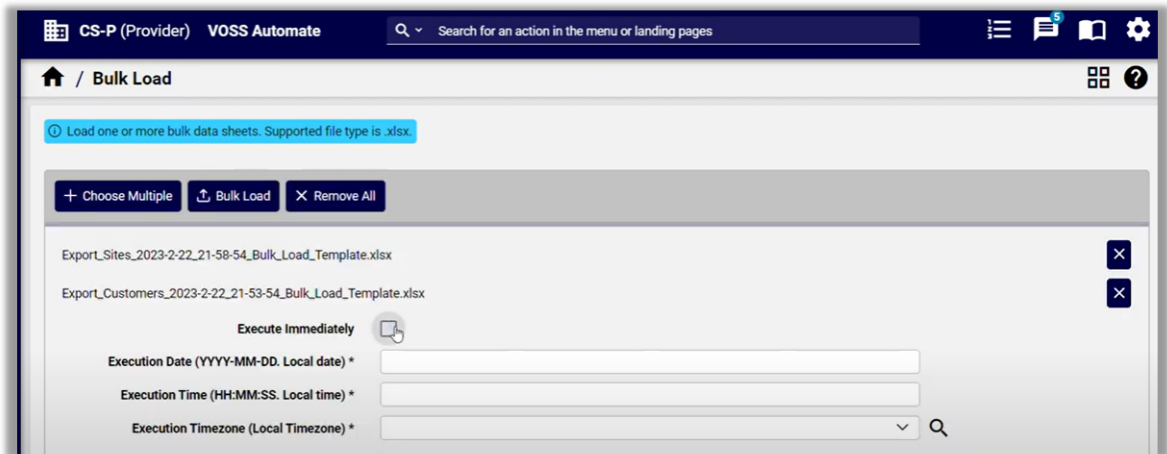 CS-P (Provider) VOSS Automate Search for an action in the menu or landing pages 5
/ Bulk Load
Load one or more bulk data sheets. Supported file type is .xlsx.
Choose Multiple Bulk Load Remove All
Export_Sites_2023-2-22_21-58-54_Bulk_Load_Template.xlsx
Export_Customers_2023-2-22_21-53-54_Bulk_Load_Template.xlsx
Execute Immediately
Execution Date (YYYY-MM-DD. Local date) *
Execution Time (HH:MM:SS. Local time) *
Execution Timezone (Local Timezone) *